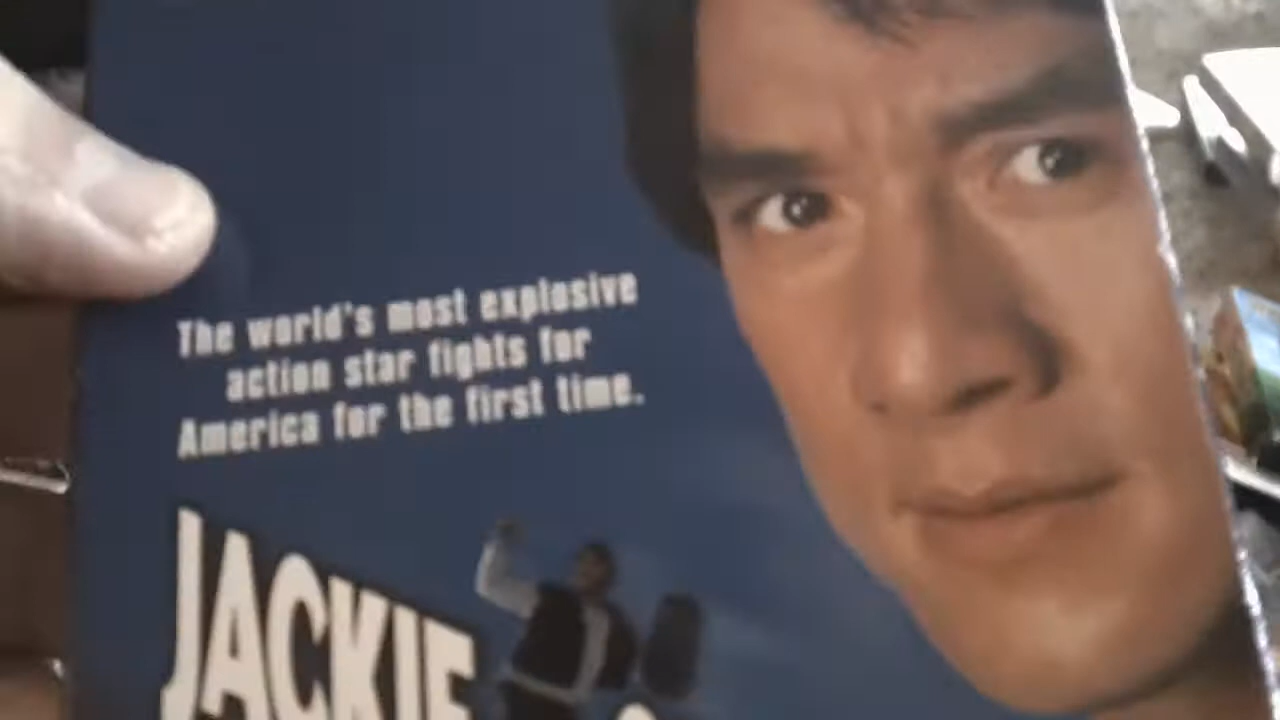 The world's most explosive
action star fights for
America for the first time.
JACKIE